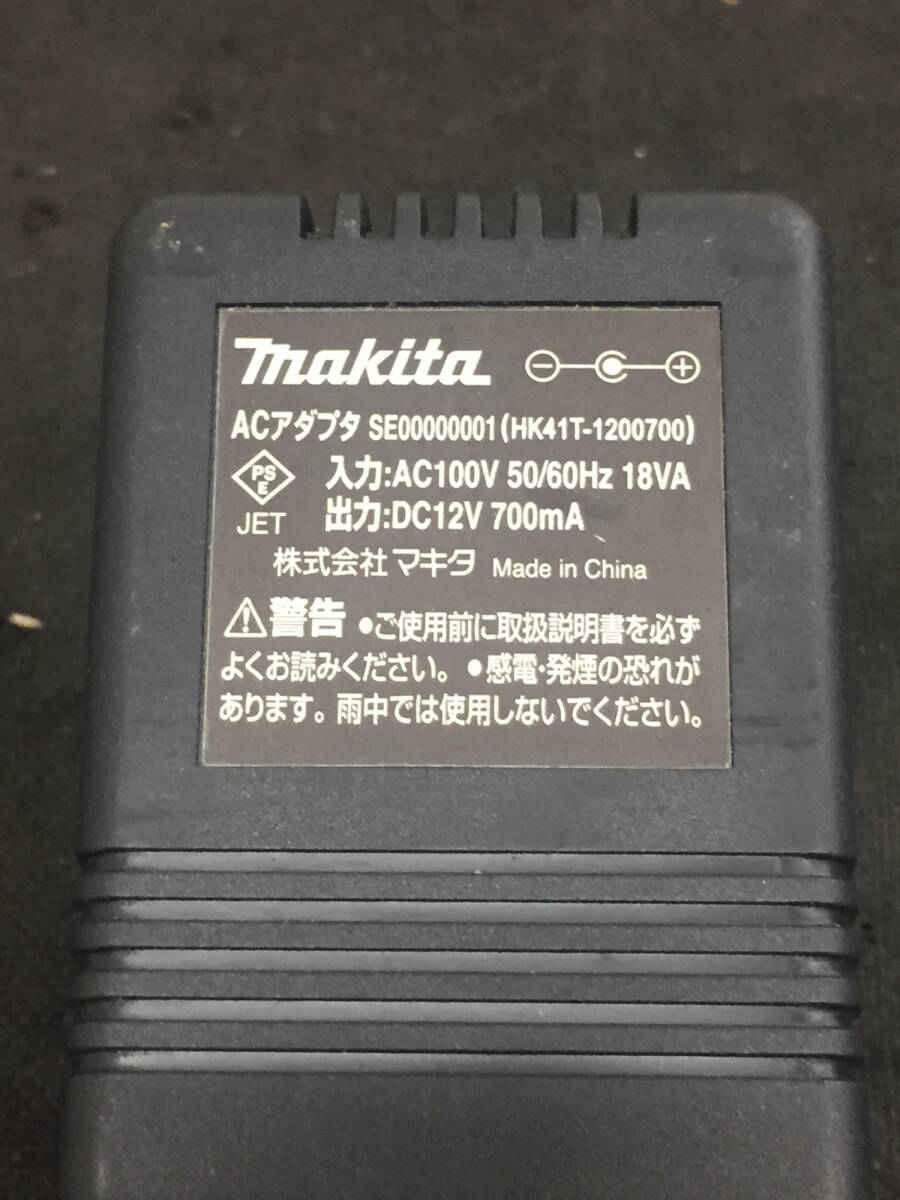 makita
ACアダプタ SE00000001(HK41T-1200700)
PS
E
JET
入力:AC100V 50/60Hz 18VA
出力:DC12V 700mA
株式会社マキタ Made in China
警告 ●ご使用前に取扱説明書を必ず
よくお読みください。●感電・発煙の恐れが
あります。雨中では使用しないでください。